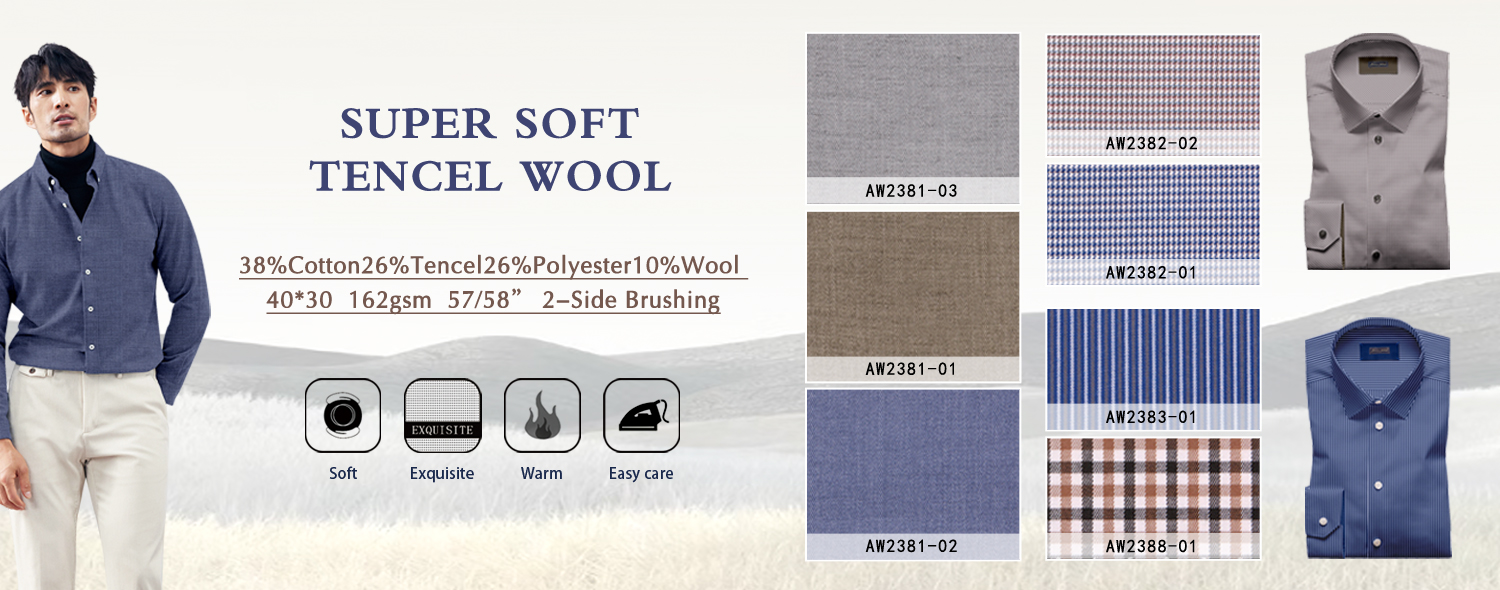 SUPER SOFT
TENCEL WOOL
38%Cotton26%Tencel26%Polyester10%Wool
40*30 162gsm 57/58” 2-Side Brushing
EXQUISITE
Soft
Exquisite
Warm
Easy care
AW2381-03
AW2381-01
AW2381-02
AW2382-02
AW2382-01
AW2383-01
AW2388-01